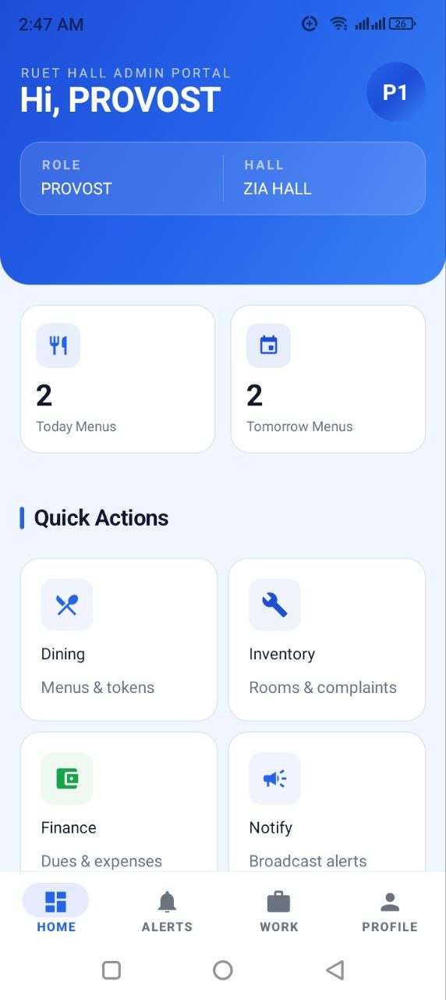 2:47 AM
26
RUET HALL ADMIN PORTAL
Hi, PROVOST
P1
ROLE
HALL
PROVOST
ZIA HALL
2
2
Today Menus
Tomorrow Menus
Quick Actions
Dining
Inventory
Menus & tokens
Rooms & complaints
Finance
Notify
Dues & expenses
Broadcast alerts
HOME
ALERTS
WORK
PROFILE